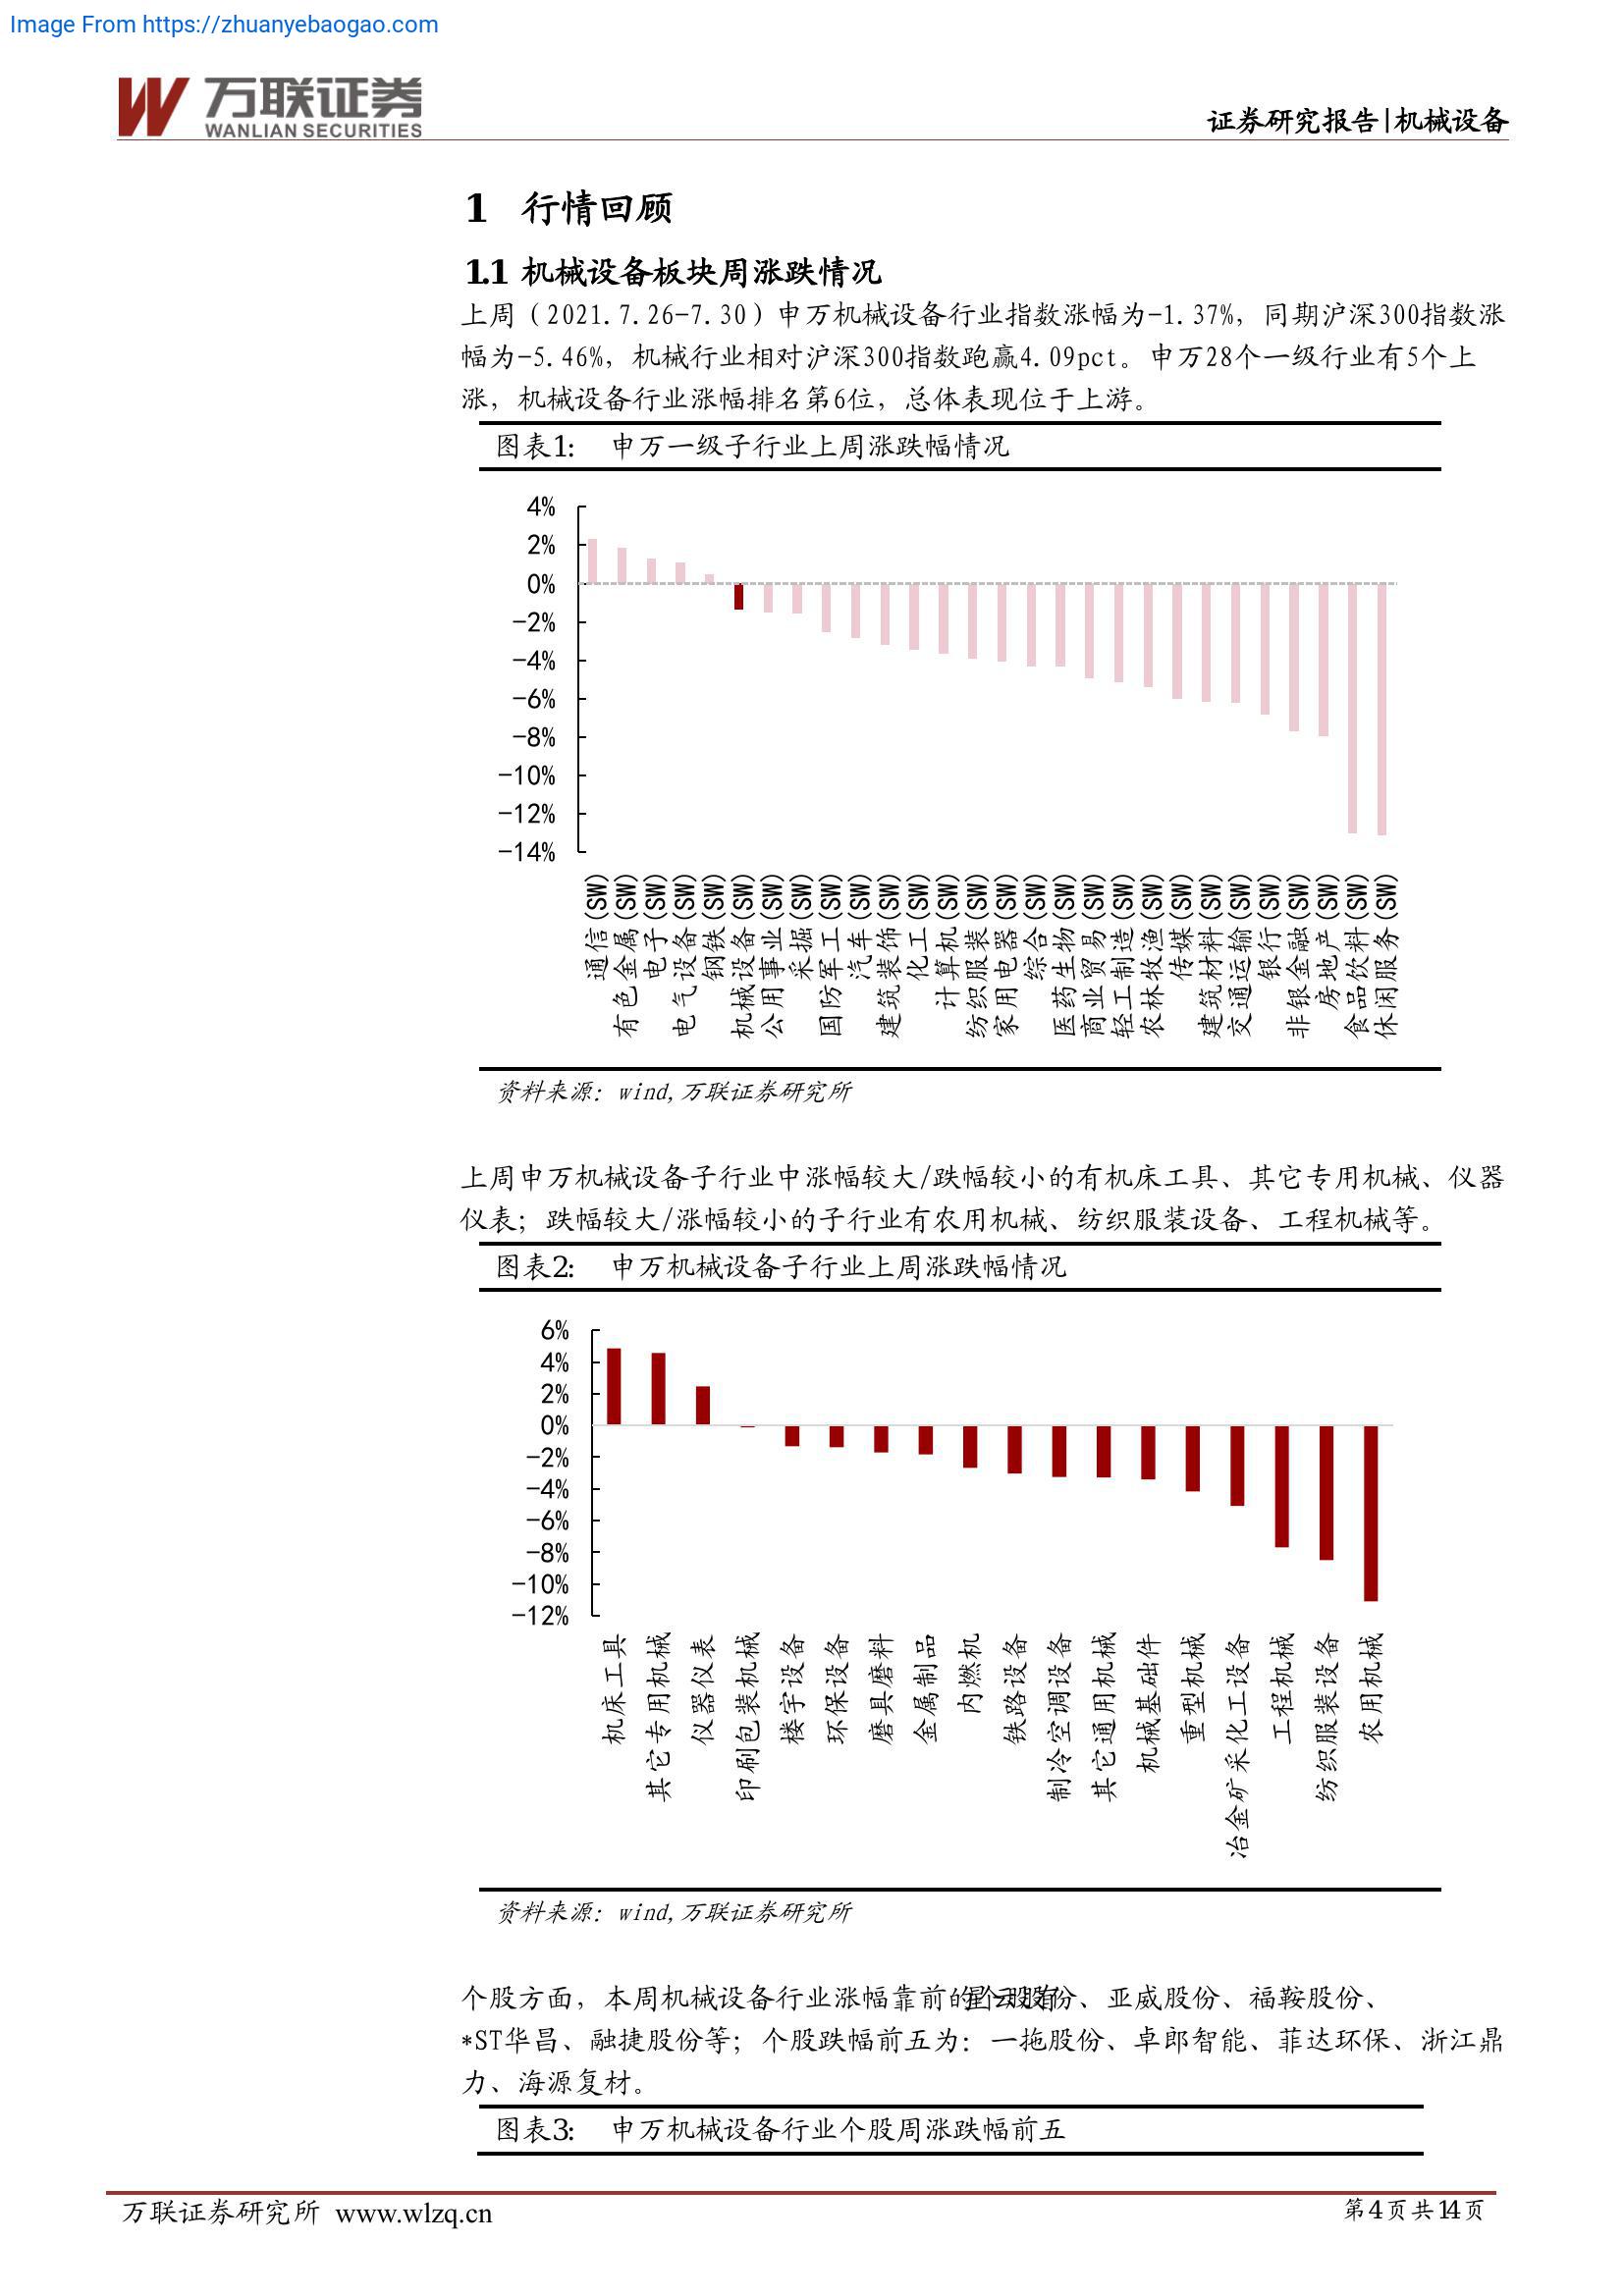 Image From https://zhuanyebaogao.com
万联证券
WANLIAN SECURITIES
证券研究报告|机械设备
1 行情回顾
1.1 机械设备板块周涨跌情况
上周（2021.7.26-7.30）申万机械设备行业指数涨幅为-1.37%，同期沪深300指数涨
幅为-5.46%，机械行业相对沪深300指数跑赢4.09pct。申万28个一级行业有5个上
涨，机械设备行业涨幅排名第6位，总体表现位于上游。
图表1: 申万一级子行业上周涨跌幅情况
4%
2%
0%
-2%
-4%
-6%
-8%
-10%
-12%
-14%
通信(SW)
有色金属(SW)
电子(SW)
电气设备(SW)
钢铁(SW)
机械设备(SW)
公用事业(SW)
采掘(SW)
国防军工(SW)
汽车(SW)
建筑装饰(SW)
化工(SW)
计算机(SW)
纺织服装(SW)
家用电器(SW)
综合(SW)
医药生物(SW)
商业贸易(SW)
轻工制造(SW)
农林牧渔(SW)
传媒(SW)
建筑材料(SW)
交通运输(SW)
银行(SW)
非银金融(SW)
房地产(SW)
食品饮料(SW)
休闲服务(SW)
资料来源：wind,万联证券研究所
上周申万机械设备子行业中涨幅较大/跌幅较小的有机床工具、其它专用机械、仪器
仪表；跌幅较大/涨幅较小的子行业有农用机械、纺织服装设备、工程机械等。
图表2: 申万机械设备子行业上周涨跌幅情况
6%
4%
2%
0%
-2%
-4%
-6%
-8%
-10%
-12%
机床工具
其它专用机械
仪器仪表
印刷包装机械
楼宇设备
环保设备
磨具磨料
金属制品
内燃机
铁路设备
制冷空调设备
其它通用机械
机械基础件
重型机械
冶金矿采化工设备
工程机械
纺织服装设备
农用机械
资料来源：wind,万联证券研究所
个股方面，本周机械设备行业涨幅靠前的份、亚威股份、福鞍股份、
*ST华昌、融捷股份等；个股跌幅前五为：一拖股份、卓郎智能、菲达环保、浙江鼎
力、海源复材。
图表3: 申万机械设备行业个股周涨跌幅前五
万联证券研究所 www.wlzq.cn
第4页共14页